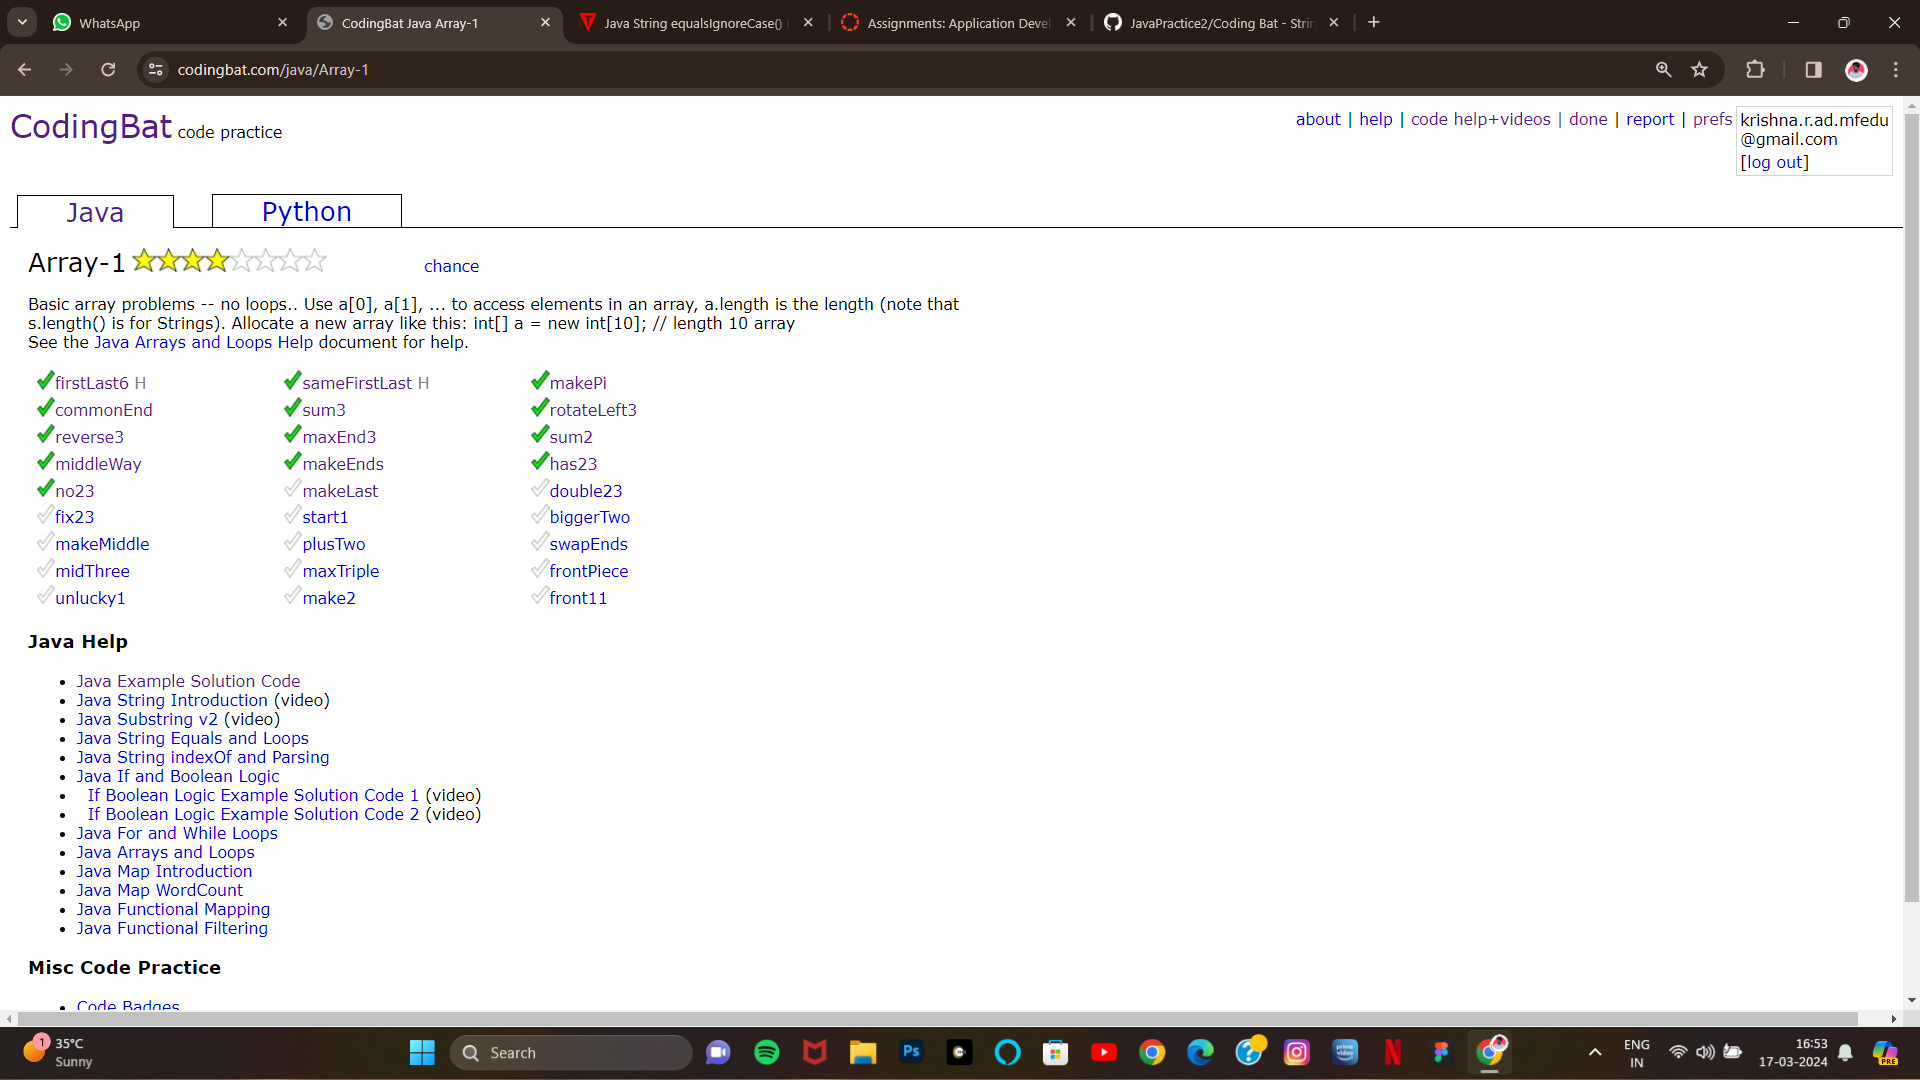 WhatsApp
CodingBat Java Array-1
Java String equalsIgnoreCase()
Assignments: Application Devel
JavaPractice2/Coding Bat - Strin
codingbat.com/java/Array-1
CodingBat code practice
about | help | code help+videos | done | report | prefs
krishna.r.ad.mfedu
@gmail.com
[log out]
Java
Python
Array-1
chance
Basic array problems -- no loops.. Use a[0], a[1], ... to access elements in an array, a.length is the length (note that
s.length() is for Strings). Allocate a new array like this: int[] a = new int[10]; // length 10 array
See the Java Arrays and Loops Help document for help.
firstLast6 H sameFirstLast H makePi
commonEnd sum3 rotateLeft3
reverse3 maxEnd3 sum2
middleWay makeEnds has23
no23 makeLast double23
fix23 start1 biggerTwo
makeMiddle plusTwo swapEnds
midThree maxTriple frontPiece
unlucky1 make2 front11
Java Help
Java Example Solution Code
Java String Introduction (video)
Java Substring v2 (video)
Java String Equals and Loops
Java String indexOf and Parsing
Java If and Boolean Logic
If Boolean Logic Example Solution Code 1 (video)
If Boolean Logic Example Solution Code 2 (video)
Java For and While Loops
Java Arrays and Loops
Java Map Introduction
Java Map WordCount
Java Functional Mapping
Java Functional Filtering
Misc Code Practice
Code Badges
1
35°C
Sunny
Search
Ps
prime video
ENG
IN
16:53
17-03-2024
PRE